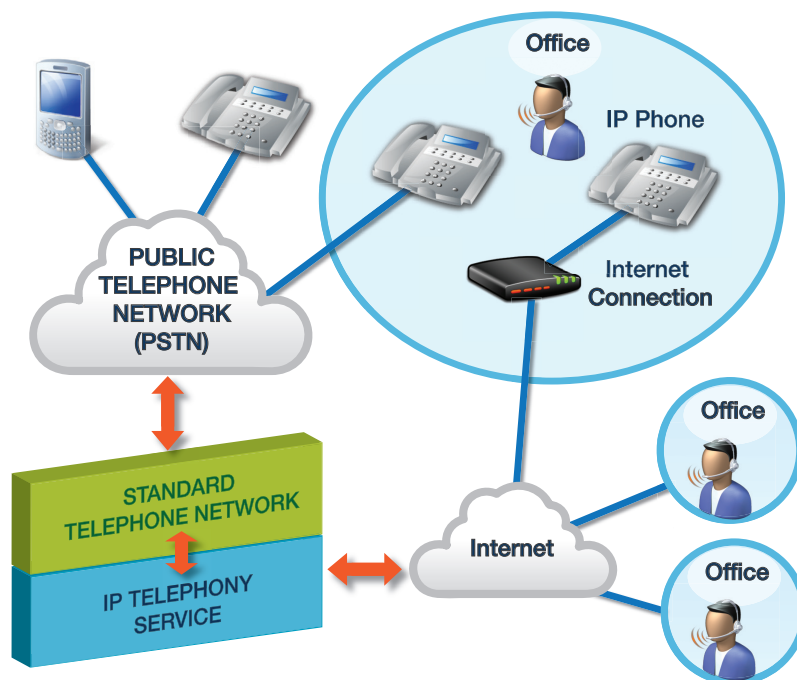 Office
IP Phone
PUBLIC
TELEPHONE
NETWORK
(PSTN)
Internet
Connection
Office
STANDARD
TELEPHONE NETWORK
IP TELEPHONY
SERVICE
Internet
Office